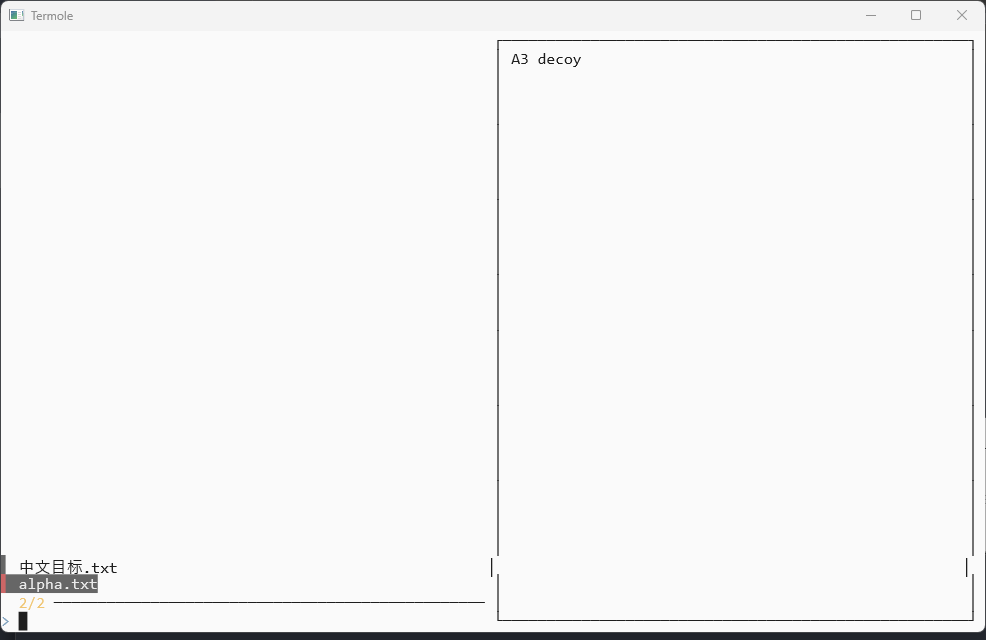 Termole
A3 decoy
中文目标.txt
alpha.txt
2/2
>